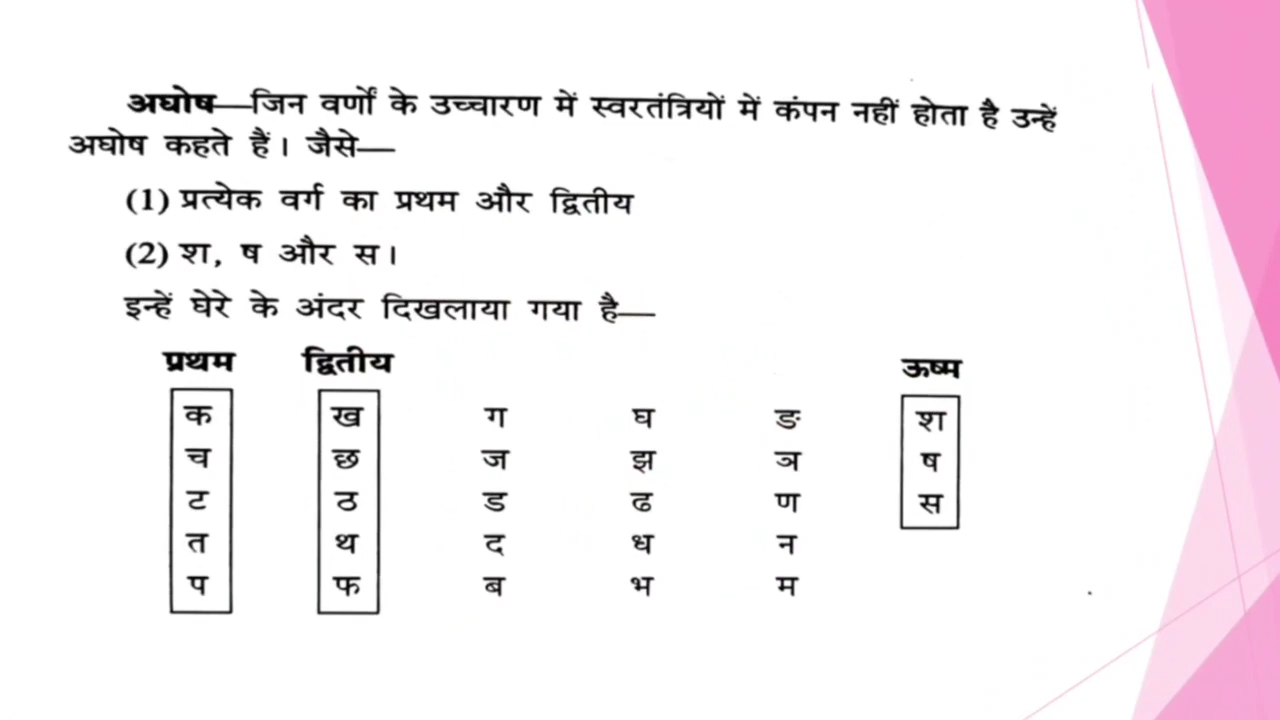 अघोष—जिन वर्णों के उच्चारण में स्वरतंत्रियों में कंपन नहीं होता है उन्हें
अघोष कहते हैं। जैसे—
(1) प्रत्येक वर्ग का प्रथम और द्वितीय
(2) श, ष और स।
इन्हें घेरे के अंदर दिखलाया गया है—
प्रथम द्वितीय ऊष्म
क ख ग घ ङ श
च छ ज झ ञ ष
ट ठ ड ढ ण स
त थ द ध न
प फ ब भ म